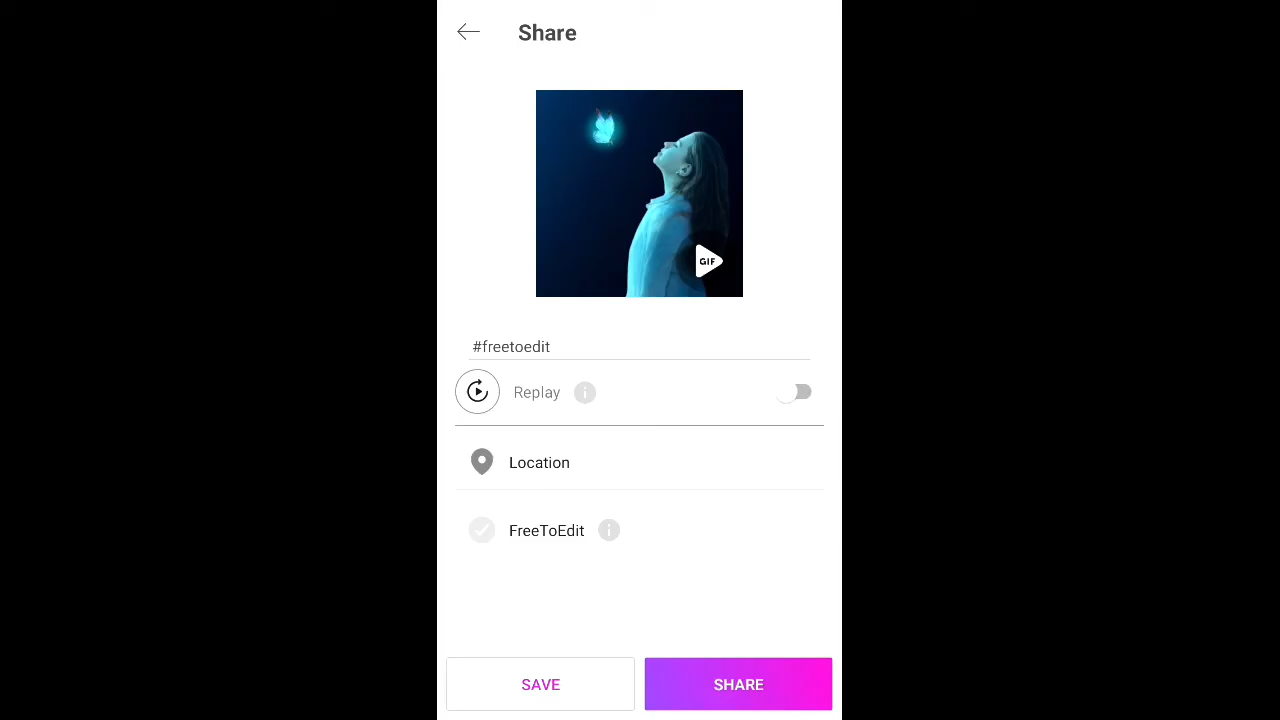 Share
GIF
#freetoedit
Replay
Location
FreeToEdit
SAVE
SHARE